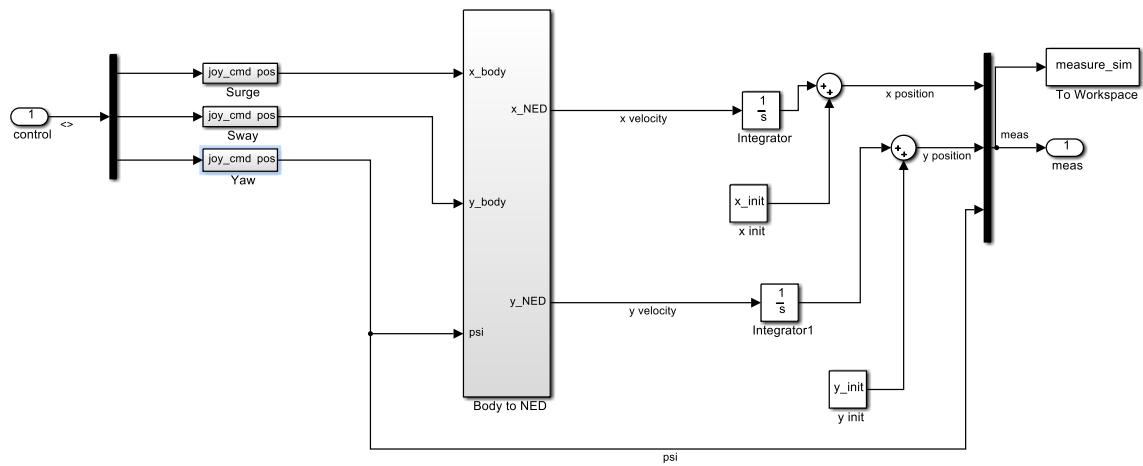 1
control
<>
joy_cmd pos
Surge
joy_cmd pos
Sway
joy_cmd pos
Yaw
x_body
y_body
psi
x_NED
y_NED
Body to NED
x velocity
y velocity
1
s
Integrator
1
s
Integrator1
x_init
x init
y_init
y init
++
++
x position
y position
psi
measure_sim
To Workspace
meas
1
meas